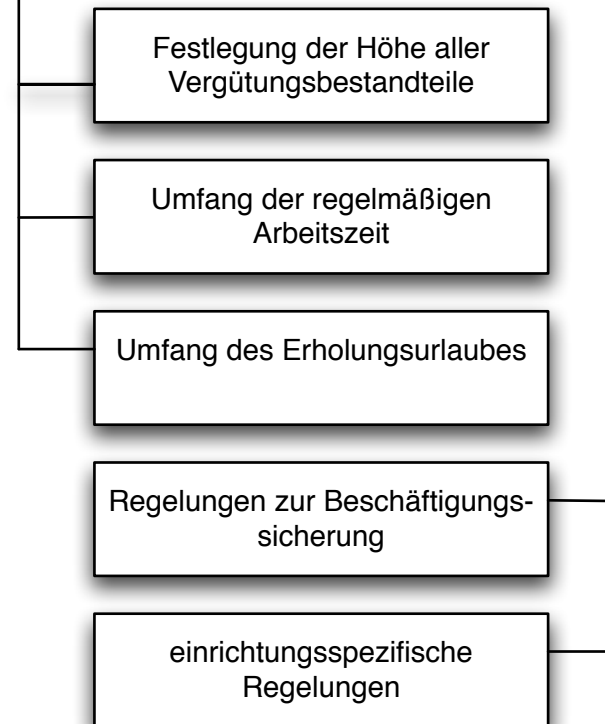 Festlegung der Höhe aller
Vergütungsbestandteile
Umfang der regelmäßigen
Arbeitszeit
Umfang des Erholungsurlaubes
Regelungen zur Beschäftigungs-
sicherung
einrichtungsspezifische
Regelungen